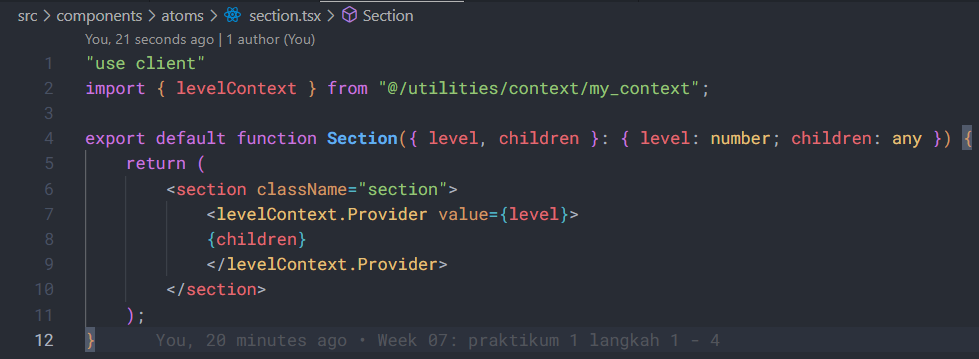 src > components > atoms > section.tsx > Section
You, 21 seconds ago | 1 author (You)
1 "use client"
2 import { levelContext } from "@/utilities/context/my_context";
3
4 export default function Section({ level, children }: { level: number; children: any }) {
5     return (
6         <section className="section">
7             <levelContext.Provider value={level}>
8             {children}
9             </levelContext.Provider>
10         </section>
11     );
12 } You, 20 minutes ago • Week 07: praktikum 1 langkah 1 - 4